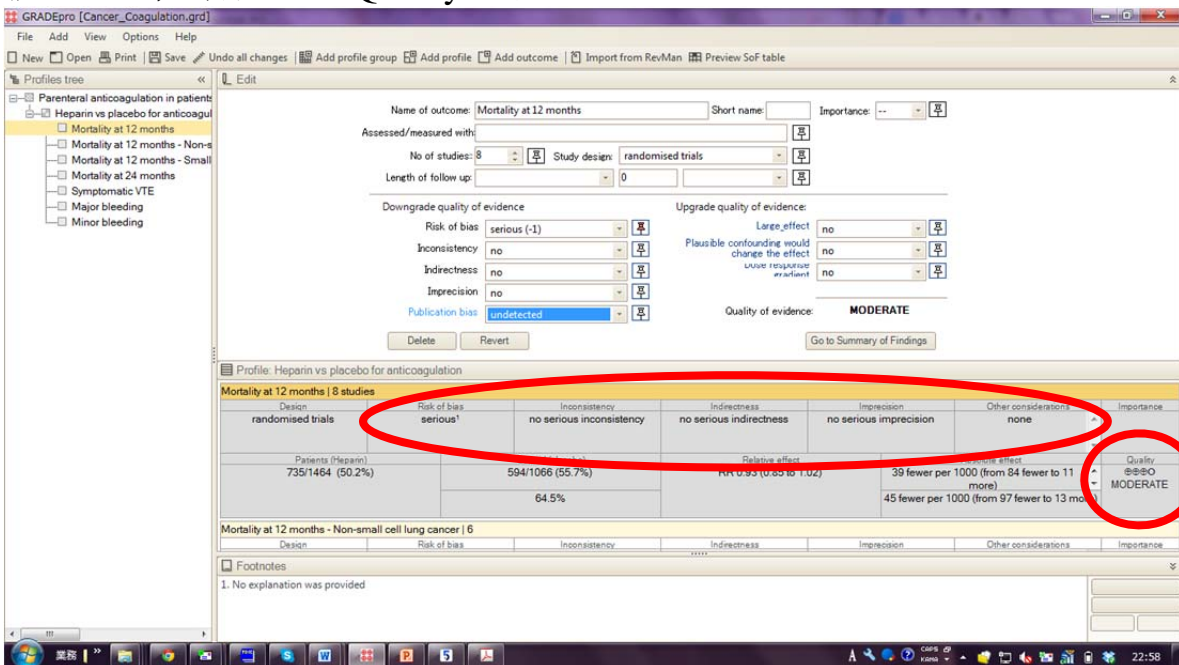 GRADEpro [Cancer_Coagulation.grd]
File Add View Options Help
New Open Print Save Undo all changes Add profile group Add profile Add outcome Import from RevMan Preview SoF table
Profiles tree «
Parenteral anticoagulation in patients
Heparin vs placebo for anticoagul
Mortality at 12 months
Mortality at 12 months - Non-s
Mortality at 12 months - Small
Mortality at 24 months
Symptomatic VTE
Major bleeding
Minor bleeding
Edit
Name of outcome: Mortality at 12 months Short name: Importance: --
Assessed/measured with:
No of studies: 8 Study design: randomised trials
Length of follow up: 0
Downgrade quality of evidence Upgrade quality of evidence:
Risk of bias serious (-1) Large effect no
Inconsistency no Plausible confounding would change the effect no
Indirectness no Dose response gradient no
Imprecision no
Publication bias undetected Quality of evidence: MODERATE
Delete Revert Go to Summary of Findings
Profile: Heparin vs placebo for anticoagulation
Mortality at 12 months | 8 studies
Design Risk of bias Inconsistency Indirectness Imprecision Other considerations Importance
randomised trials serious¹ no serious inconsistency no serious indirectness no serious imprecision none
Patients (Heparin) Relative effect effect Quality
735/1464 (50.2%) 594/1066 (55.7%) RR 0.93 (0.85 to 1.02) 39 fewer per 1000 (from 84 fewer to 11 more) ⊕⊕⊕O MODERATE
64.5% 45 fewer per 1000 (from 97 fewer to 13 more)
Mortality at 12 months - Non-small cell lung cancer | 6
Design Risk of bias Inconsistency Indirectness Imprecision Other considerations Importance
Footnotes
1. No explanation was provided
業務 » A CAPS KANA 22:58